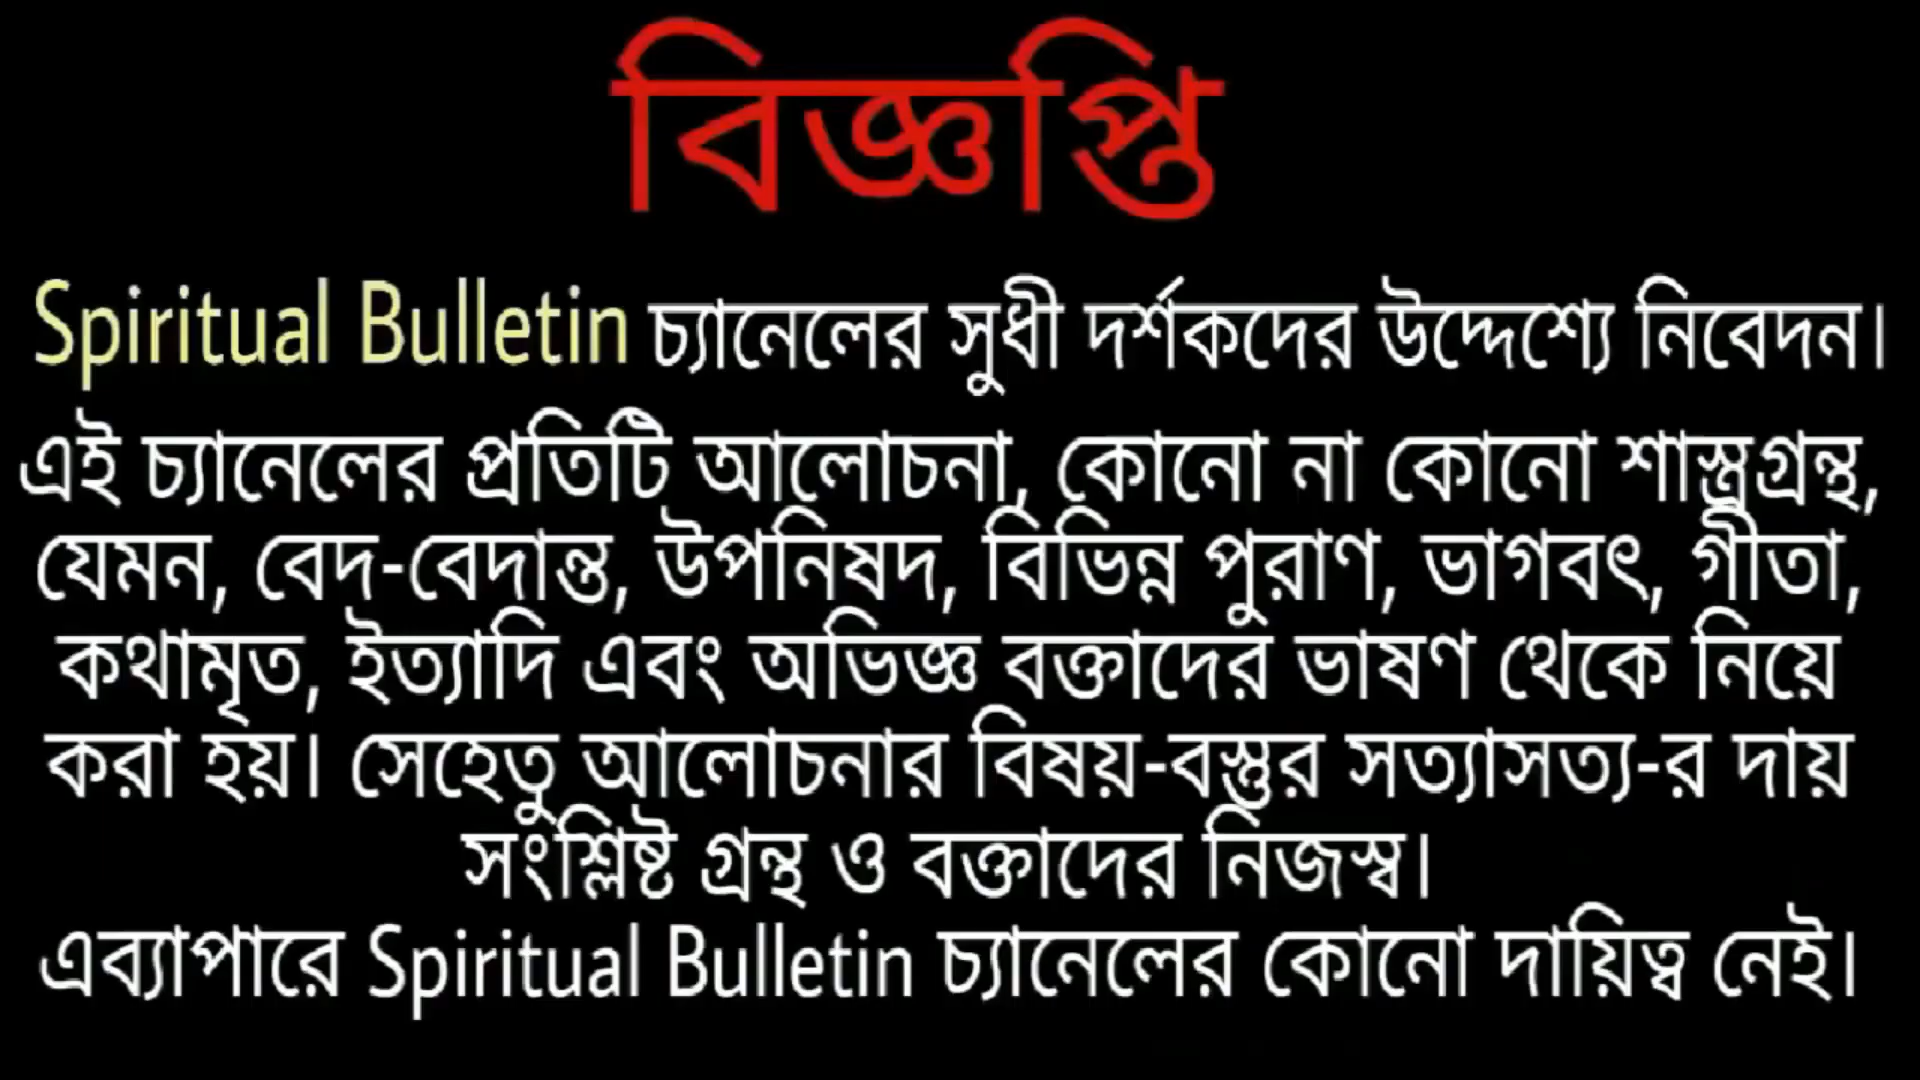 বিজ্ঞপ্তি
Spiritual Bulletin চ্যানেলের সুধী দর্শকদের উদ্দেশ্যে নিবেদন।
এই চ্যানেলের প্রতিটি আলোচনা, কোনো না কোনো শাস্ত্রগ্রন্থ,
যেমন, বেদ-বেদান্ত, উপনিষদ, বিভিন্ন পুরাণ, ভাগবৎ, গীতা,
কথামৃত, ইত্যাদি এবং অভিজ্ঞ বক্তাদের ভাষণ থেকে নিয়ে
করা হয়। সেহেতু আলোচনার বিষয়-বস্তুর সত্যাসত্য-র দায়
সংশ্লিষ্ট গ্রন্থ ও বক্তাদের নিজস্ব।
এব্যাপারে Spiritual Bulletin চ্যানেলের কোনো দায়িত্ব নেই।